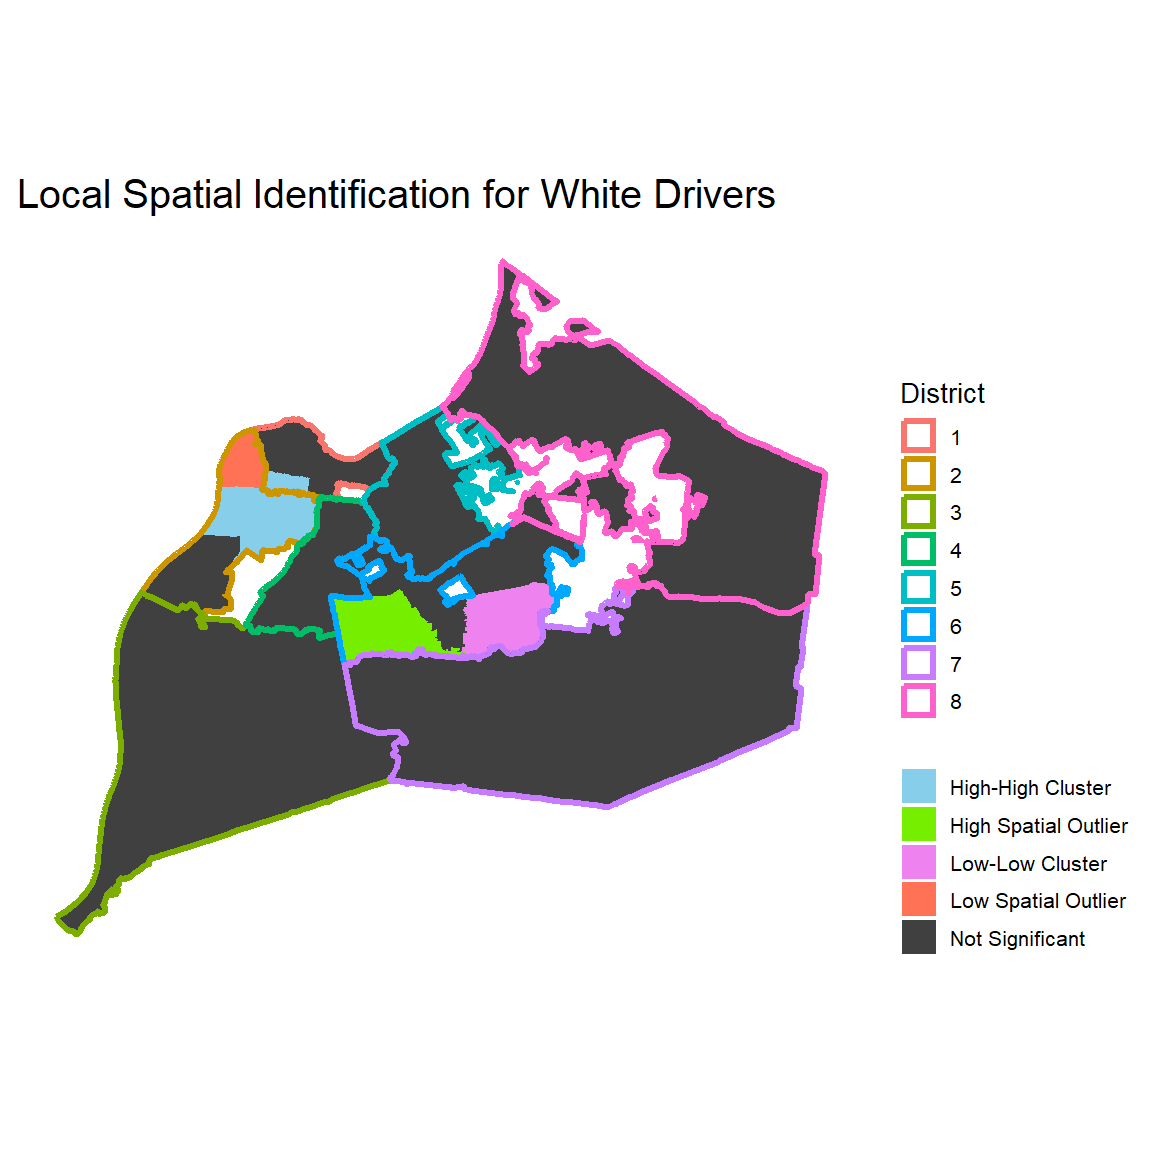 Local Spatial Identification for White Drivers
District
1
2
3
4
5
6
7
8
High-High Cluster
High Spatial Outlier
Low-Low Cluster
Low Spatial Outlier
Not Significant